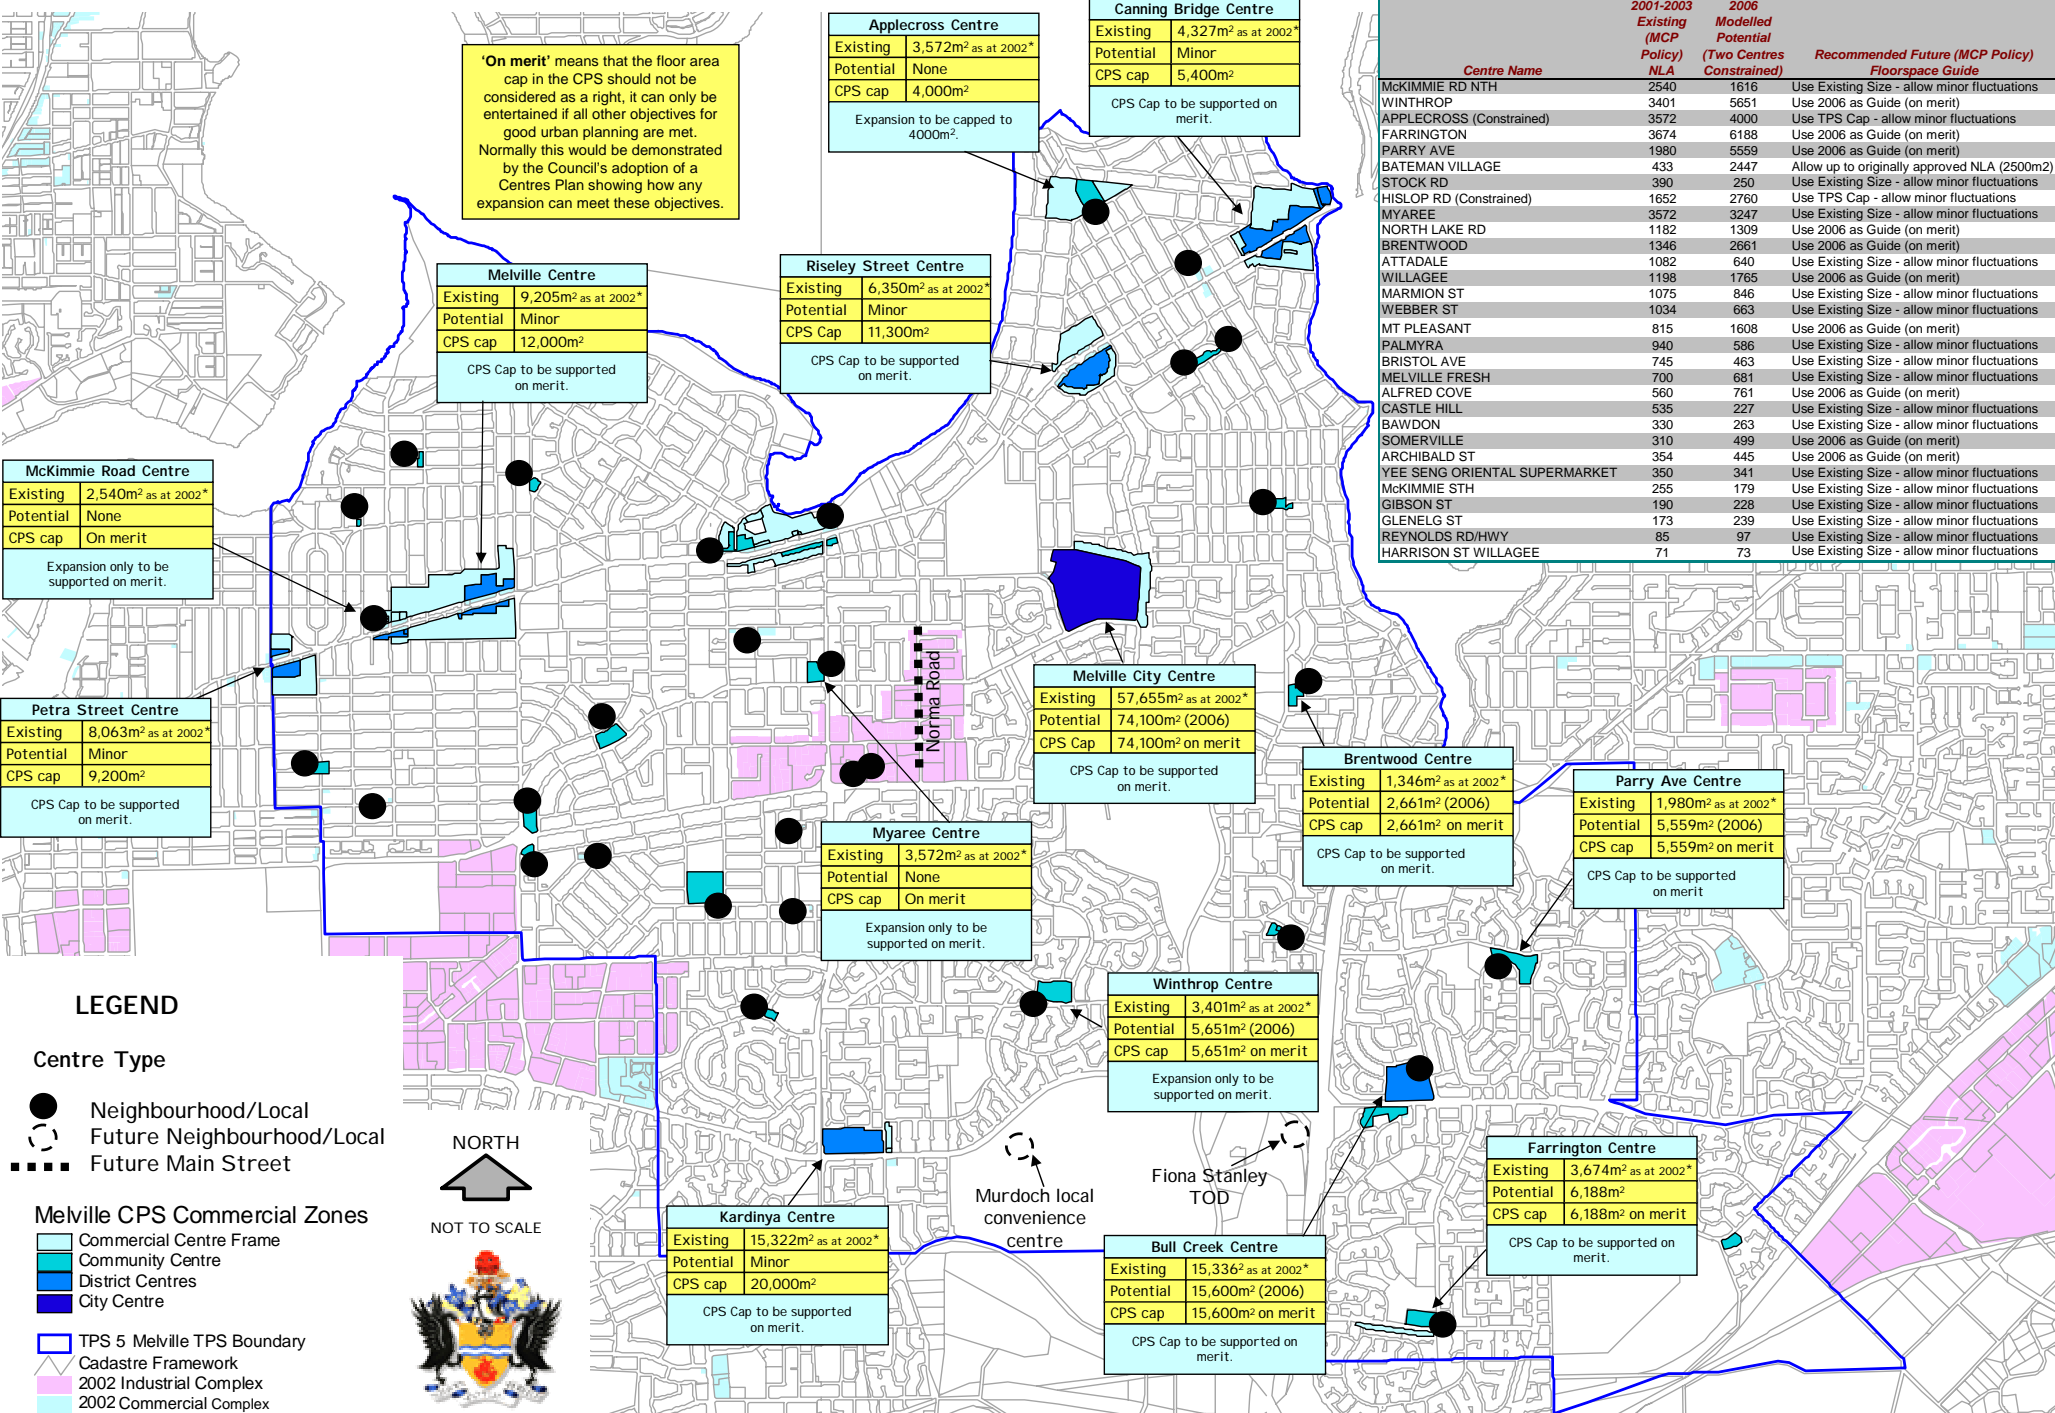 'On merit' means that the floor area
cap in the CPS should not be
considered as a right, it can only be
entertained if all other objectives for
good urban planning are met.
Normally this would be demonstrated
by the Council's adoption of a
Centres Plan showing how any
expansion can meet these objectives.
Applecross Centre
Existing 3,572m² as at 2002*
Potential None
CPS cap 4,000m²
Expansion to be capped to
4000m².
Canning Bridge Centre
Existing 4,327m² as at 2002*
Potential Minor
CPS cap 5,400m²
CPS Cap to be supported on
merit.
2001-2003 2006
Existing Modelled
(MCP Potential
Policy) (Two Centres Recommended Future (MCP Policy)
Centre Name NLA Constrained) Floorspace Guide
McKIMMIE RD NTH 2540 1616 Use Existing Size - allow minor fluctuations
WINTHROP 3401 5651 Use 2006 as Guide (on merit)
APPLECROSS (Constrained) 3572 4000 Use TPS Cap - allow minor fluctuations
FARRINGTON 3674 6188 Use 2006 as Guide (on merit)
PARRY AVE 1980 5559 Use 2006 as Guide (on merit)
BATEMAN VILLAGE 433 2447 Allow up to originally approved NLA (2500m2)
STOCK RD 390 250 Use Existing Size - allow minor fluctuations
HISLOP RD (Constrained) 1652 2760 Use TPS Cap - allow minor fluctuations
MYAREE 3572 3247 Use Existing Size - allow minor fluctuations
NORTH LAKE RD 1182 1309 Use 2006 as Guide (on merit)
BRENTWOOD 1346 2661 Use 2006 as Guide (on merit)
ATTADALE 1082 640 Use Existing Size - allow minor fluctuations
WILLAGEE 1198 1765 Use 2006 as Guide (on merit)
MARMION ST 1075 846 Use Existing Size - allow minor fluctuations
WEBBER ST 1034 663 Use Existing Size - allow minor fluctuations
MT PLEASANT 815 1608 Use 2006 as Guide (on merit)
PALMYRA 940 586 Use Existing Size - allow minor fluctuations
BRISTOL AVE 745 463 Use Existing Size - allow minor fluctuations
MELVILLE FRESH 700 681 Use Existing Size - allow minor fluctuations
ALFRED COVE 560 761 Use 2006 as Guide (on merit)
CASTLE HILL 535 227 Use Existing Size - allow minor fluctuations
BAWDON 330 263 Use Existing Size - allow minor fluctuations
SOMERVILLE 310 499 Use 2006 as Guide (on merit)
ARCHIBALD ST 354 445 Use 2006 as Guide (on merit)
YEE SENG ORIENTAL SUPERMARKET 350 341 Use Existing Size - allow minor fluctuations
McKIMMIE STH 255 179 Use Existing Size - allow minor fluctuations
GIBSON ST 190 228 Use Existing Size - allow minor fluctuations
GLENELG ST 173 239 Use Existing Size - allow minor fluctuations
REYNOLDS RD/HWY 85 97 Use Existing Size - allow minor fluctuations
HARRISON ST WILLAGEE 71 73 Use Existing Size - allow minor fluctuations
Melville Centre
Existing 9,205m² as at 2002*
Potential Minor
CPS cap 12,000m²
CPS Cap to be supported
on merit.
Riseley Street Centre
Existing 6,350m² as at 2002*
Potential Minor
CPS Cap 11,300m²
CPS Cap to be supported
on merit.
McKimmie Road Centre
Existing 2,540m² as at 2002*
Potential None
CPS cap On merit
Expansion only to be
supported on merit.
Petra Street Centre
Existing 8,063m² as at 2002*
Potential Minor
CPS cap 9,200m²
CPS Cap to be supported
on merit.
Norma Road
Melville City Centre
Existing 57,655m² as at 2002*
Potential 74,100m² (2006)
CPS Cap 74,100m² on merit
CPS Cap to be supported
on merit.
Brentwood Centre
Existing 1,346m² as at 2002*
Potential 2,661m² (2006)
CPS cap 2,661m² on merit
CPS Cap to be supported
on merit.
Parry Ave Centre
Existing 1,980m² as at 2002*
Potential 5,559m² (2006)
CPS cap 5,559m² on merit
CPS Cap to be supported
on merit
Myaree Centre
Existing 3,572m² as at 2002*
Potential None
CPS cap On merit
Expansion only to be
supported on merit.
Winthrop Centre
Existing 3,401m² as at 2002*
Potential 5,651m² (2006)
CPS cap 5,651m² on merit
Expansion only to be
supported on merit.
Murdoch local
convenience
centre
Fiona Stanley
TOD
Farrington Centre
Existing 3,674m² as at 2002*
Potential 6,188m²
CPS cap 6,188m² on merit
CPS Cap to be supported on
merit.
Kardinya Centre
Existing 15,322m² as at 2002*
Potential Minor
CPS cap 20,000m²
CPS Cap to be supported
on merit.
Bull Creek Centre
Existing 15,336² as at 2002*
Potential 15,600m² (2006)
CPS cap 15,600m² on merit
CPS Cap to be supported on
merit.
LEGEND
Centre Type
Neighbourhood/Local
Future Neighbourhood/Local
Future Main Street
Melville CPS Commercial Zones
Commercial Centre Frame
Community Centre
District Centres
City Centre
TPS 5 Melville TPS Boundary
Cadastre Framework
2002 Industrial Complex
2002 Commercial Complex
NORTH
NOT TO SCALE